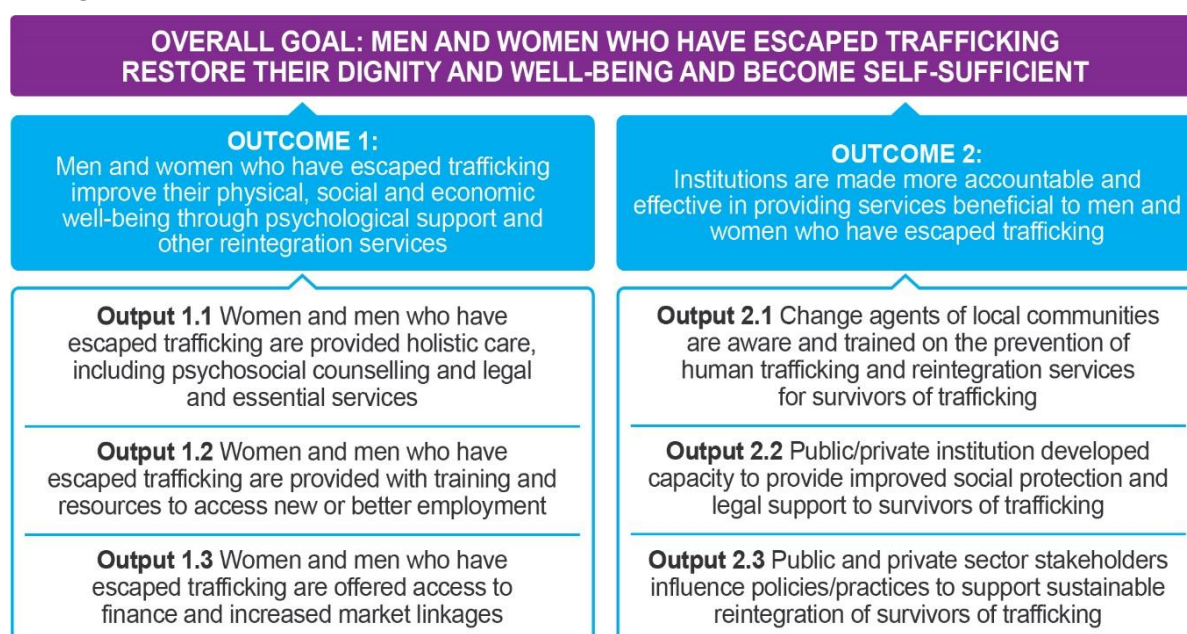 OVERALL GOAL: MEN AND WOMEN WHO HAVE ESCAPED TRAFFICKING
RESTORE THEIR DIGNITY AND WELL-BEING AND BECOME SELF-SUFFICIENT
OUTCOME 1:
Men and women who have escaped trafficking
improve their physical, social and economic
well-being through psychological support and
other reintegration services
Output 1.1 Women and men who have
escaped trafficking are provided holistic care,
including psychosocial counselling and legal
and essential services
Output 1.2 Women and men who have
escaped trafficking are provided with training and
resources to access new or better employment
Output 1.3 Women and men who have
escaped trafficking are offered access to
finance and increased market linkages
OUTCOME 2:
Institutions are made more accountable and
effective in providing services beneficial to men and
women who have escaped trafficking
Output 2.1 Change agents of local communities
are aware and trained on the prevention of
human trafficking and reintegration services
for survivors of trafficking
Output 2.2 Public/private institution developed
capacity to provide improved social protection and
legal support to survivors of trafficking
Output 2.3 Public and private sector stakeholders
influence policies/practices to support sustainable
reintegration of survivors of trafficking